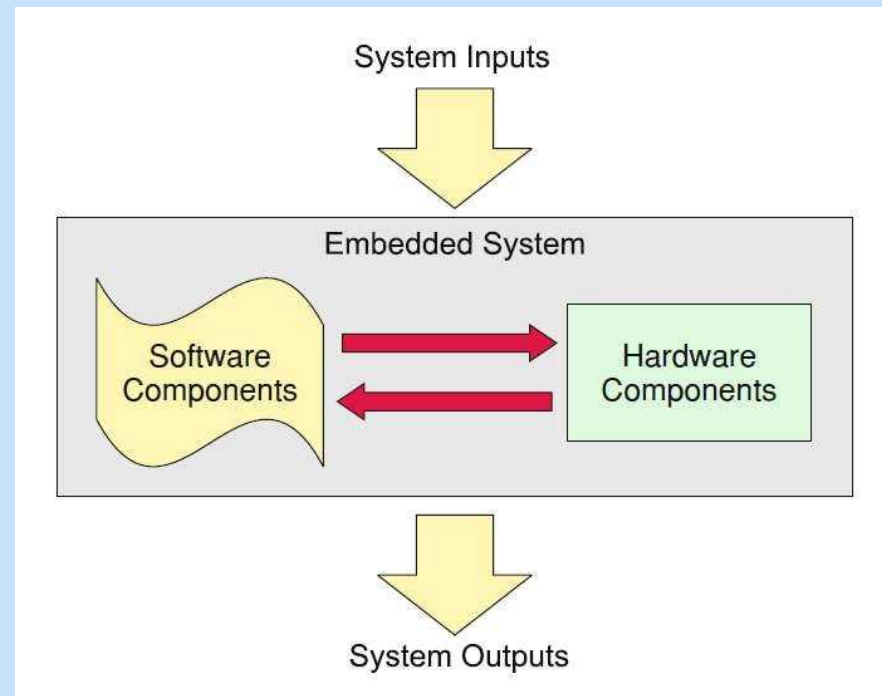 System Inputs
Embedded System
Software
Components
Hardware
Components
System Outputs